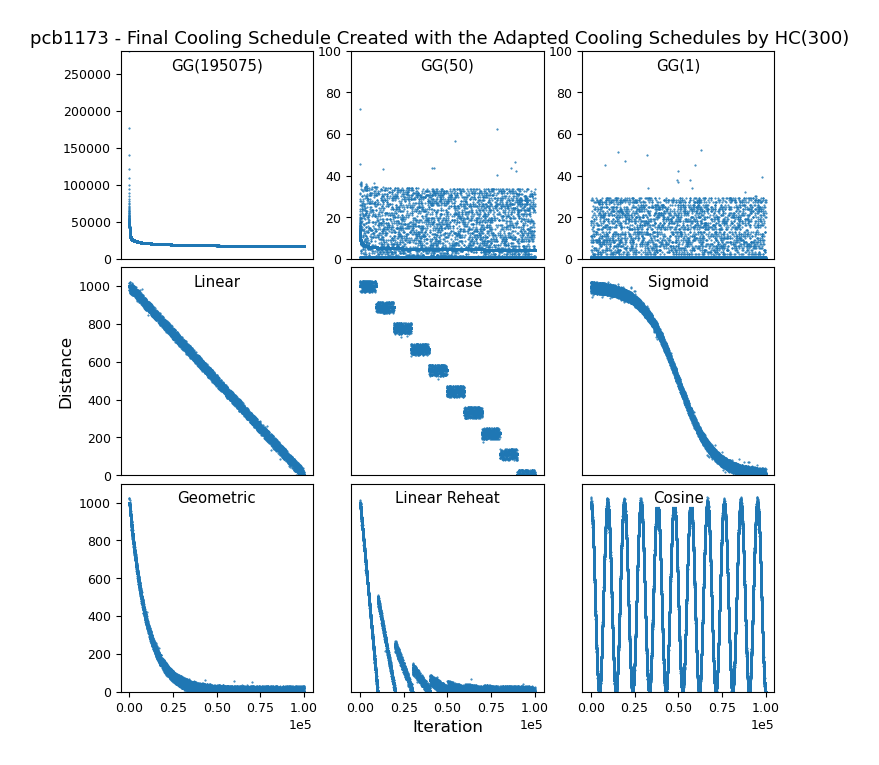 pcb1173 - Final Cooling Schedule Created with the Adapted Cooling Schedules by HC(300)
GG(195075)
250000
200000
150000
100000
50000
0
GG(50)
100
80
60
40
20
0
GG(1)
100
80
60
40
20
0
Distance
Linear
1000
800
600
400
200
0
Staircase
Sigmoid
Geometric
1000
800
600
400
200
0
0.00 0.25 0.50 0.75 1.00
1e5
Linear Reheat
0.00 0.25 0.50 0.75 1.00
1e5
Cosine
0.00 0.25 0.50 0.75 1.00
1e5
Iteration